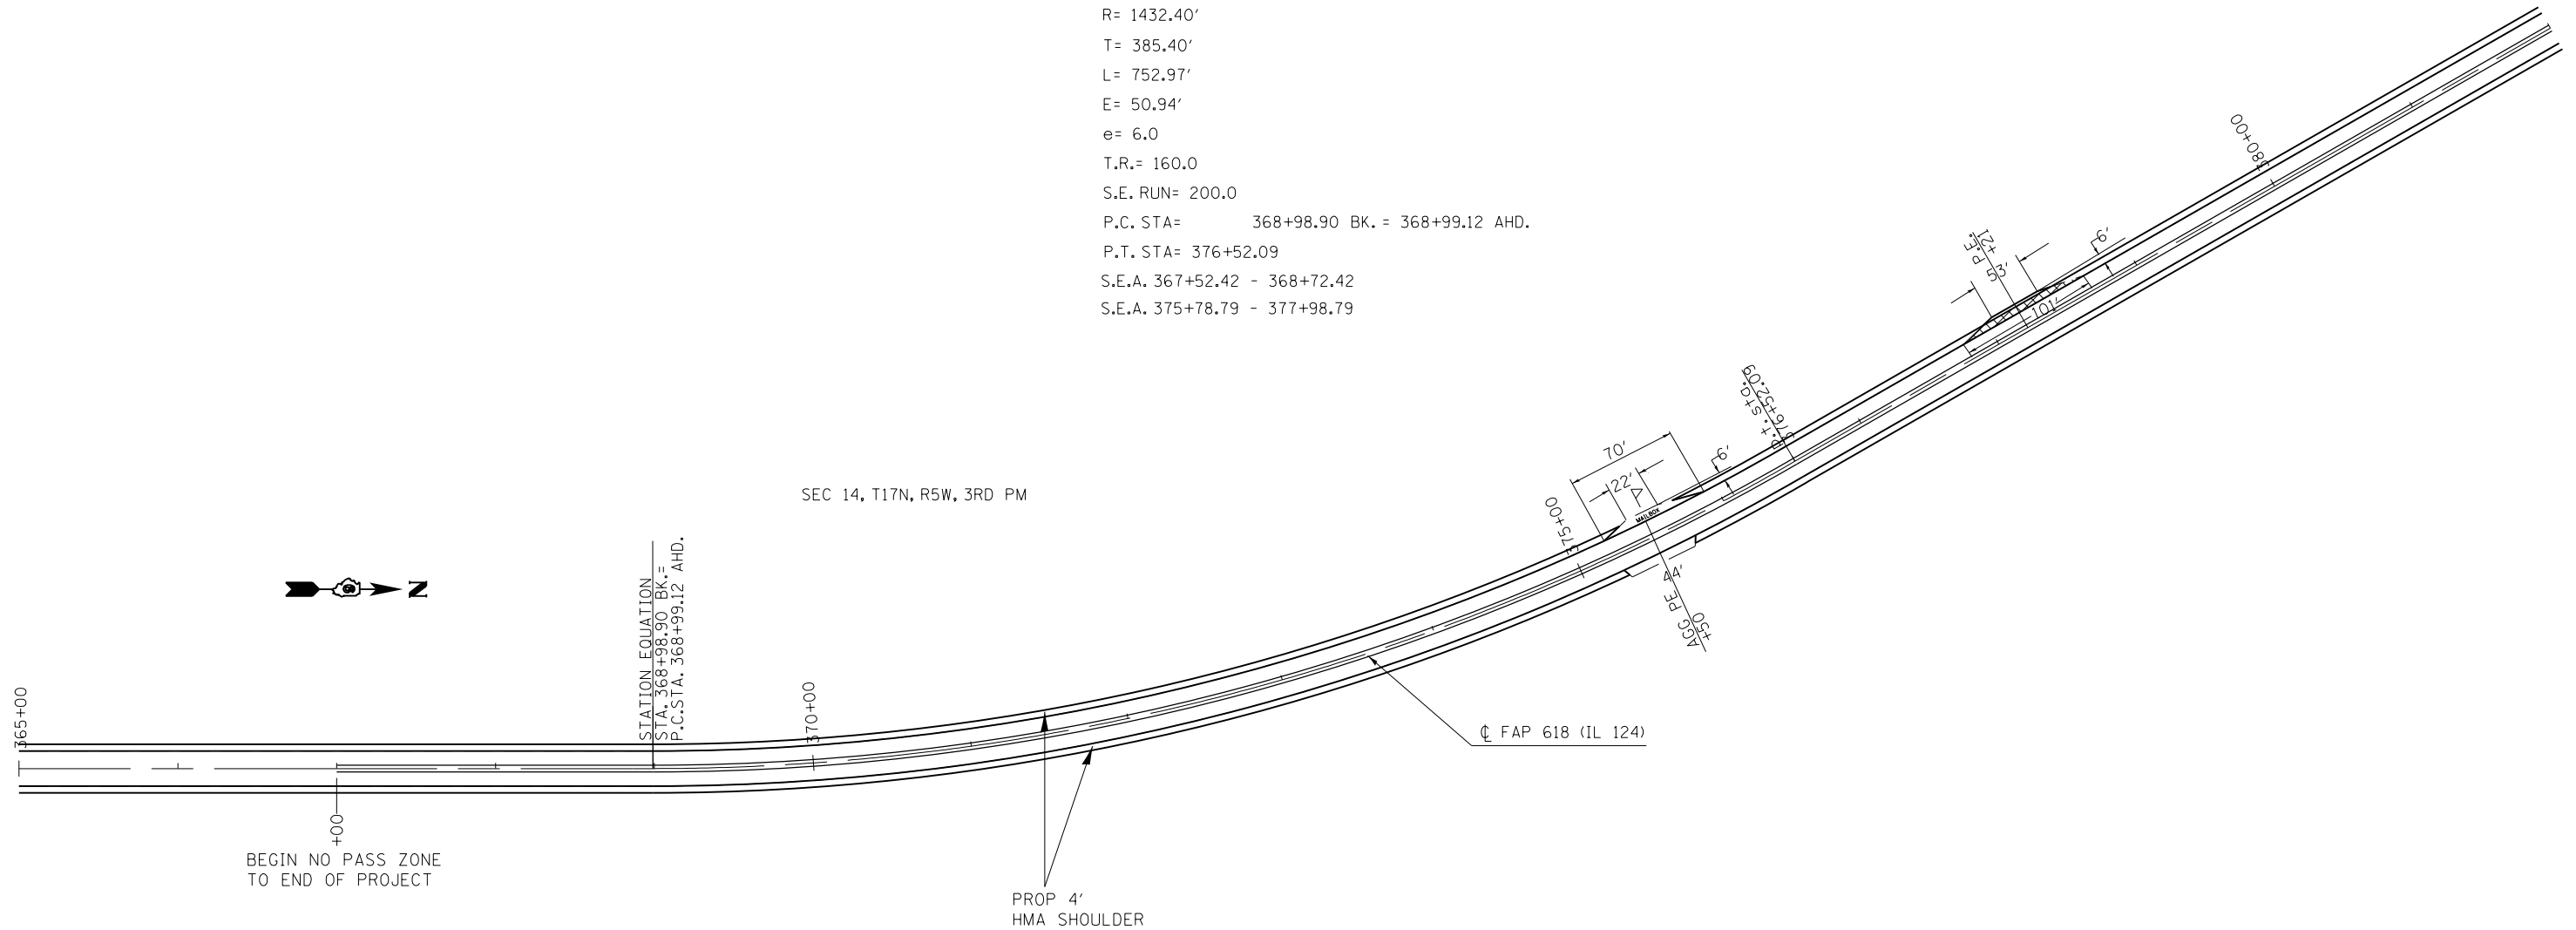 R= 1432.40'
T= 385.40'
L= 752.97'
E= 50.94'
e= 6.0
T.R.= 160.0
S.E. RUN= 200.0
P.C. STA= 368+98.90 BK. = 368+99.12 AHD.
P.T. STA= 376+52.09
S.E.A. 367+52.42 - 368+72.42
S.E.A. 375+78.79 - 377+98.79
380+00
P.E.
+21
53'
6'
101'
P.T. sta.
376+52.09
70'
22'
6'
MAILBOX
375+00
44'
AGG PE
+50
SEC 14, T17N, R5W, 3RD PM
N
STATION EQUATION
STA. 368+98.90 BK.=
P.C.STA. 368+99.12 AHD.
365+00
370+00
℄ FAP 618 (IL 124)
+00
BEGIN NO PASS ZONE
TO END OF PROJECT
PROP 4'
HMA SHOULDER